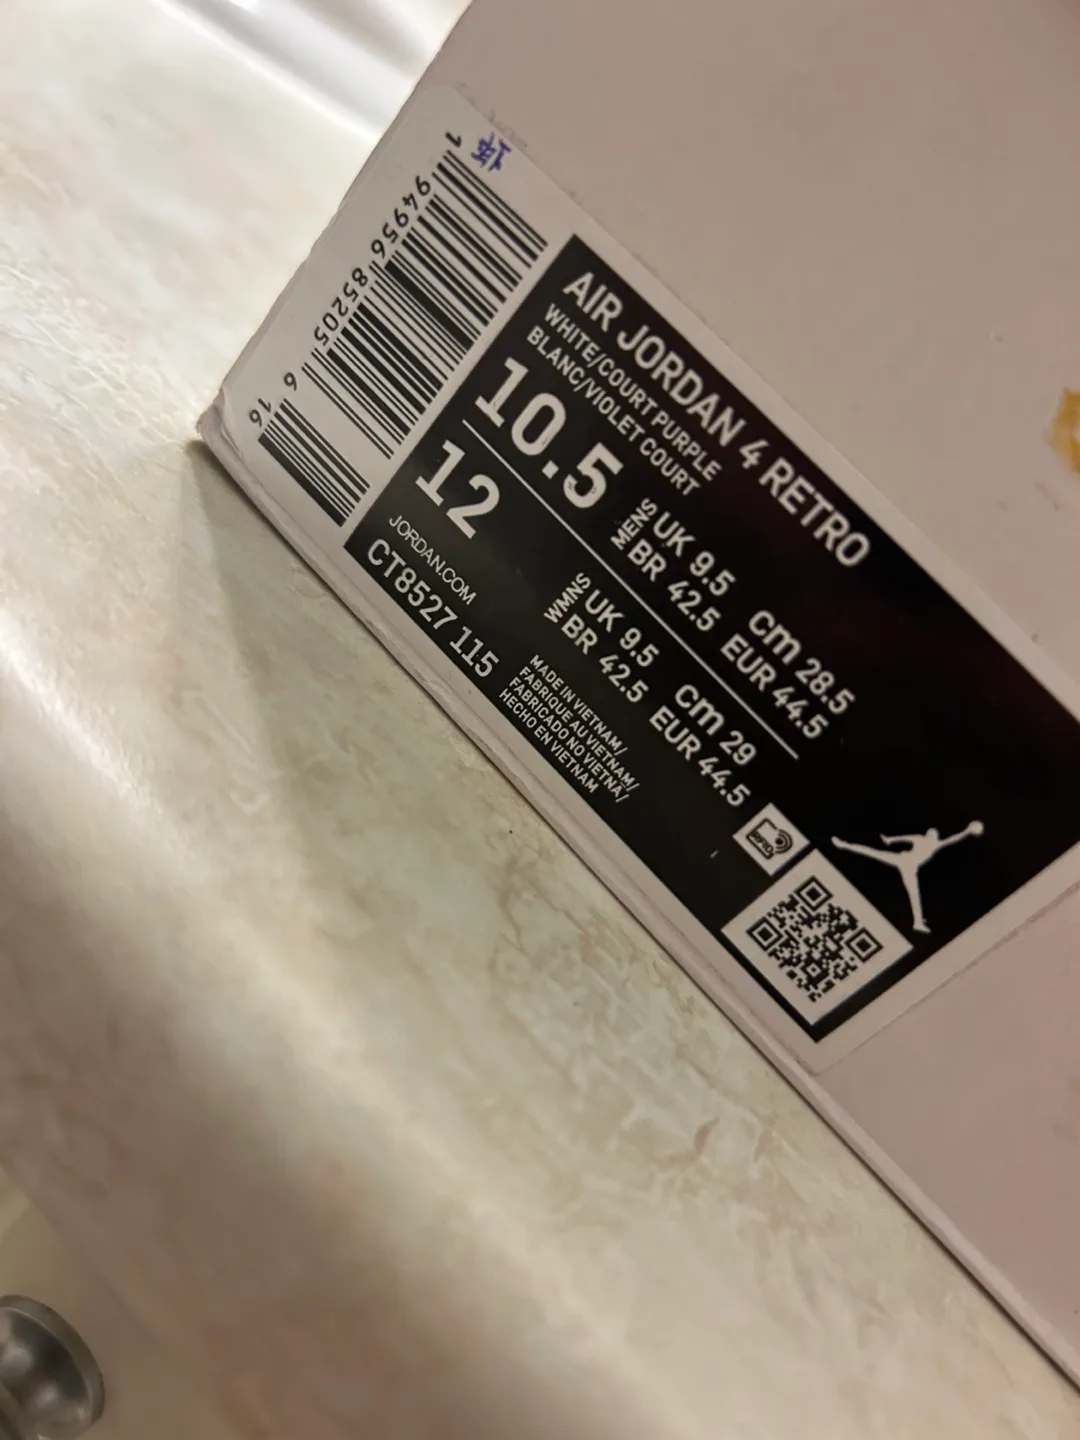 AIR JORDAN 4 RETRO
WHITE/COURT PURPLE
BLANC/VIOLET COURT
10.5
MENS
UK 9.5 cm 28.5
BR 42.5 EUR 44.5
12
WMNS
UK 9.5 cm 29
BR 42.5 EUR 44.5
JORDAN.COM
CT8527 115
MADE IN VIETNAM/
FABRIQUE AU VIETNAM/
FABRICADO NO VIETNA/
HECHO EN VIETNAM
RFID
1 94956 85205 6 16